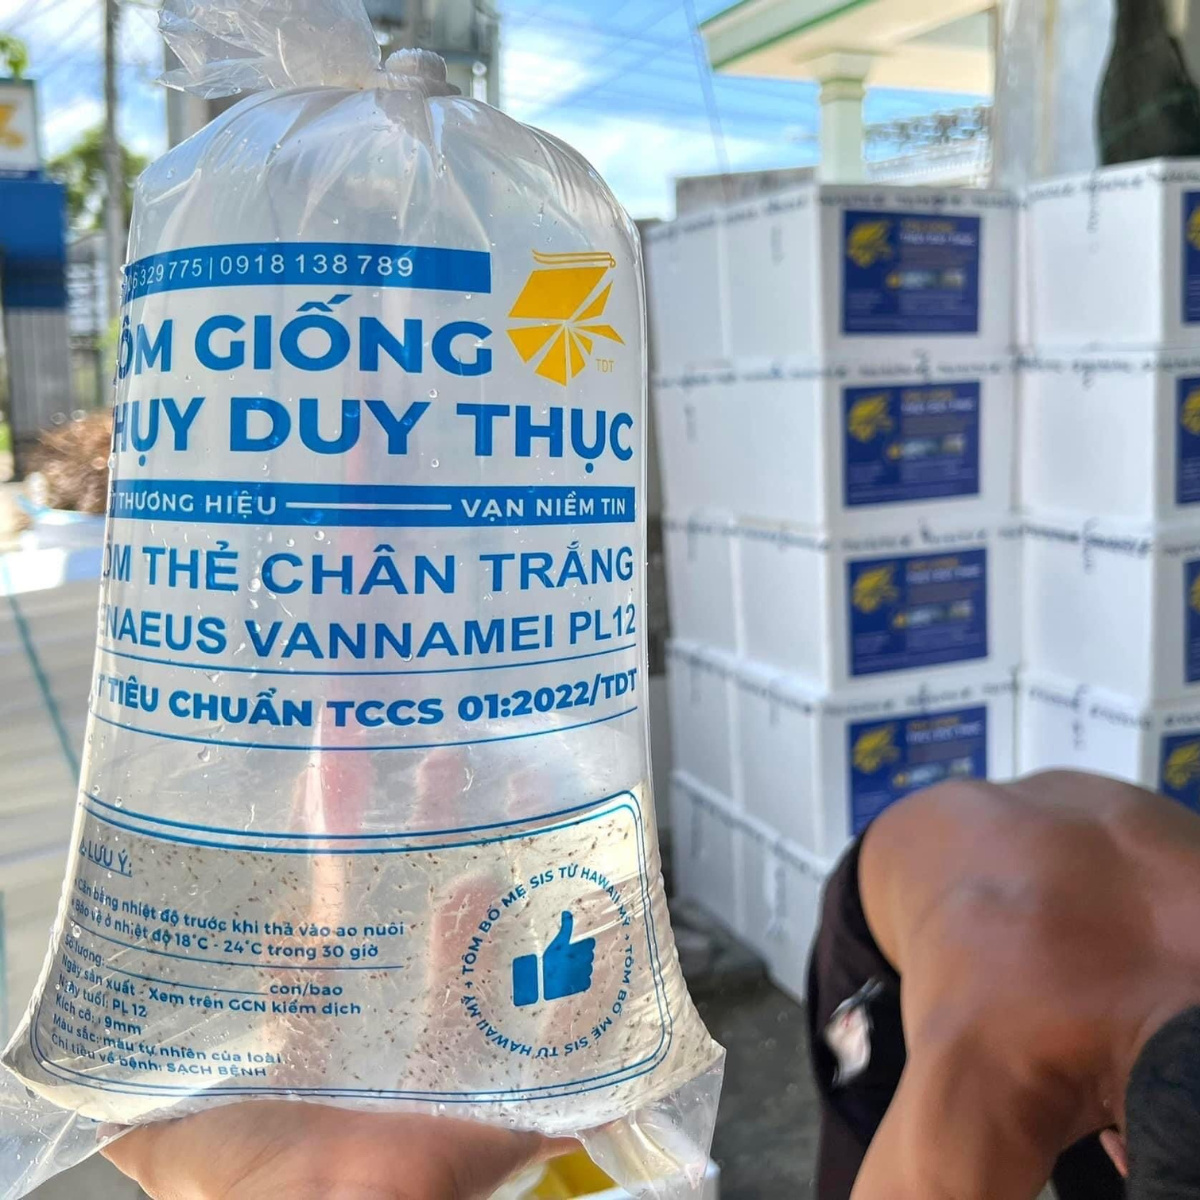 329775 | 0918 138 789
TDT
ÔM GIỐNG
HỤY DUY THỤC
THƯƠNG HIỆU VẠN NIỀM TIN
ÔM THẺ CHÂN TRẮNG
ENAEUS VANNAMEI PL12
T TIÊU CHUẨN TCCS 01:2022/TDT
LƯU Ý:
Cân bằng nhiệt độ trước khi thả vào ao nuôi
Bảo vệ ở nhiệt độ 18°C - 24°C trong 30 giờ
Số lượng: con/bao
Ngày sản xuất - Xem trên GCN kiểm dịch
Ngày tuổi: PL 12
Kích cỡ: 9mm
Màu sắc: màu tự nhiên của loài
Chỉ tiêu về bệnh: SẠCH BỆNH
TÔM BỐ MẸ SIS TỪ HAWAII MỸ + TÔM BỐ MẸ SIS TỪ HAWAII MỸ +